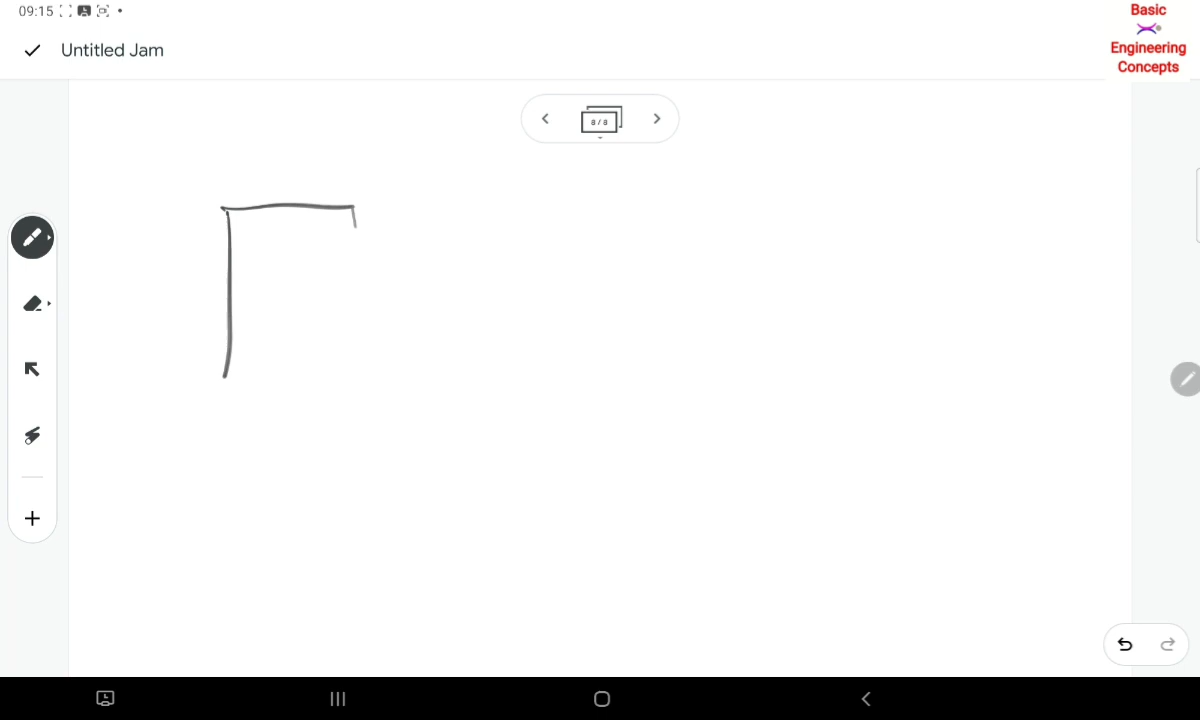 09:15
Untitled Jam
Basic
Engineering
Concepts
8 / 8